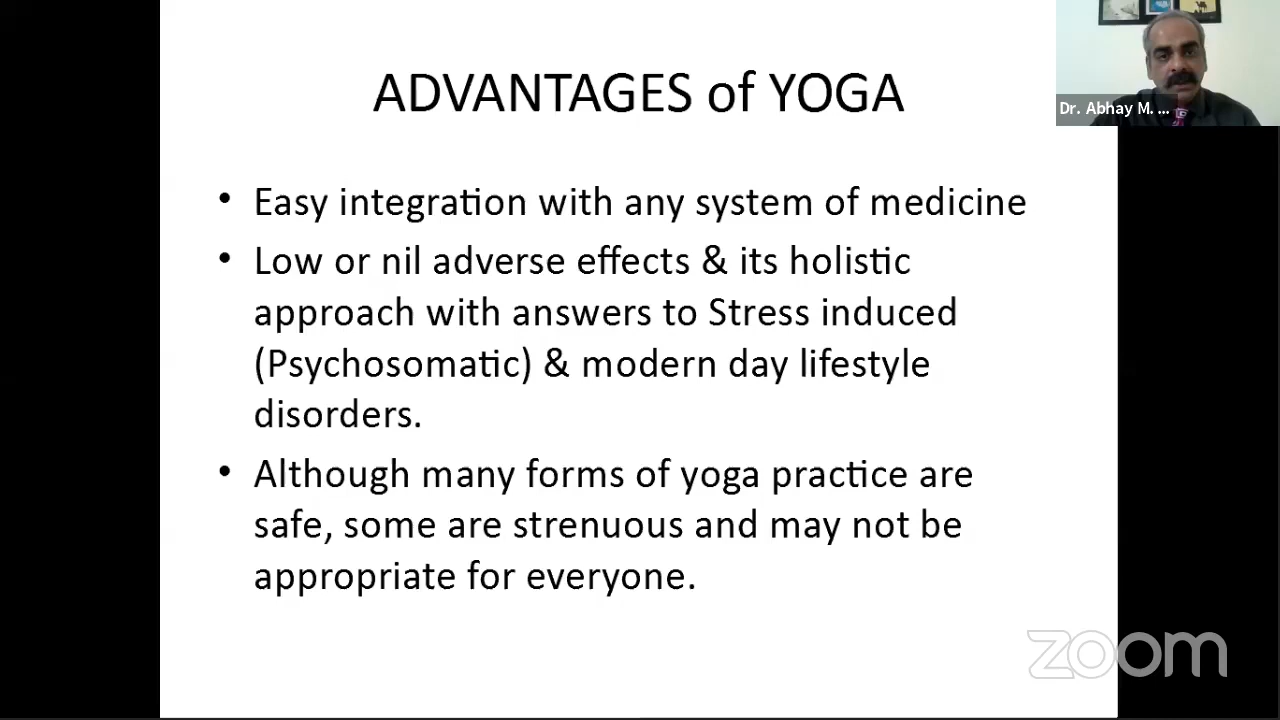 ADVANTAGES of YOGA
Dr. Abhay M. ...
• Easy integration with any system of medicine
• Low or nil adverse effects & its holistic
approach with answers to Stress induced
(Psychosomatic) & modern day lifestyle
disorders.
• Although many forms of yoga practice are
safe, some are strenuous and may not be
appropriate for everyone.
zoom